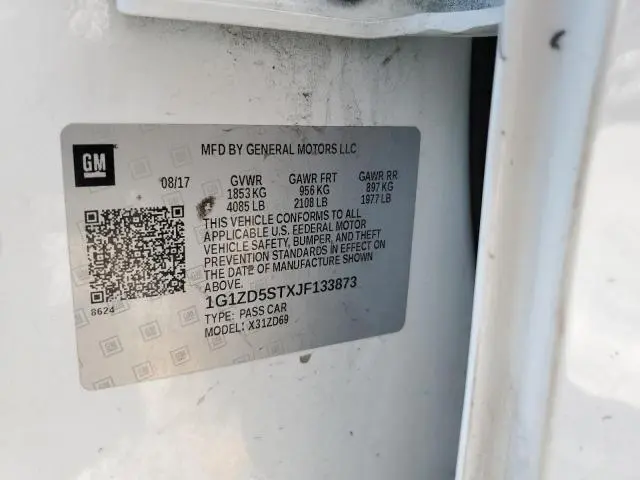 GM
MFD BY GENERAL MOTORS LLC
08/17 GVWR GAWR FRT GAWR RR
1853 KG 956 KG 897 KG
4085 LB 2108 LB 1977 LB
THIS VEHICLE CONFORMS TO ALL
APPLICABLE U.S. FEDERAL MOTOR
VEHICLE SAFETY, BUMPER, AND THEFT
PREVENTION STANDARDS IN EFFECT ON
THE DATE OF MANUFACTURE SHOWN
ABOVE.
8624
1G1ZD5STXJF133873
TYPE: PASS CAR
MODEL: X31ZD69